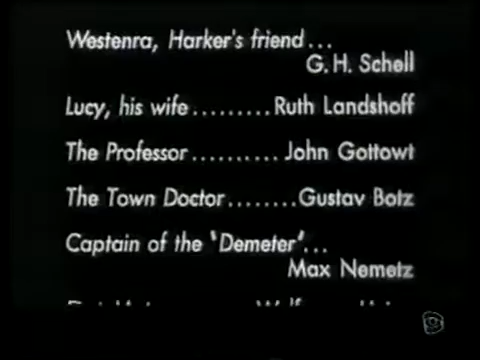 Westenra, Harker's friend...
G. H. Schell
Lucy, his wife.........Ruth Landshoff
The Professor..........John Gottowt
The Town Doctor........Gustav Botz
Captain of the 'Demeter'...
Max Nemetz